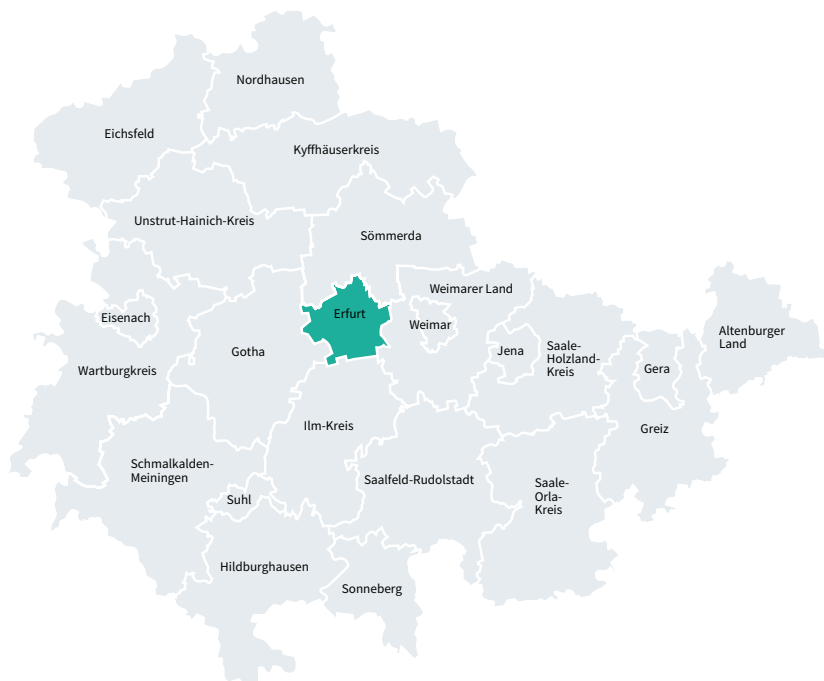 Nordhausen
Eichsfeld
Kyffhäuserkreis
Unstrut-Hainich-Kreis
Sömmerda
Weimarer Land
Eisenach
Erfurt
Weimar
Altenburger
Land
Gotha
Jena
Saale-
Holzland-
Kreis
Wartburgkreis
Gera
Ilm-Kreis
Greiz
Schmalkalden-
Meiningen
Saalfeld-Rudolstadt
Saale-
Orla-
Kreis
Suhl
Hildburghausen
Sonneberg